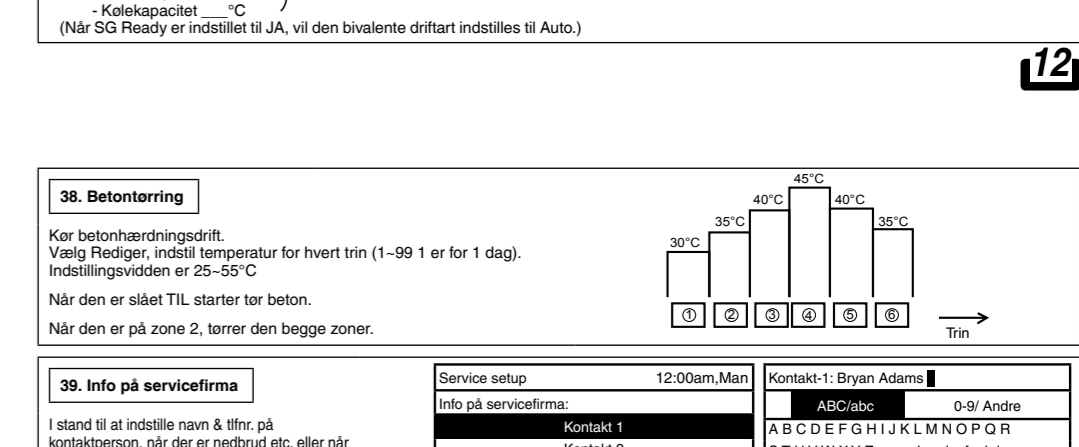 - Kølekapacitet ___°C
(Når SG Ready er indstillet til JA, vil den bivalente driftart indstilles til Auto.)
12
38. Betontørring
Kør betonhærdningsdrift.
Vælg Rediger, indstil temperatur for hvert trin (1~99 1 er for 1 dag).
Indstillingsvidden er 25~55°C
Når den er slået TIL starter tør beton.
Når den er på zone 2, tørrer den begge zoner.
30°C
35°C
40°C
45°C
40°C
35°C
① ② ③ ④ ⑤ ⑥
Trin
39. Info på servicefirma
I stand til at indstille navn & tlfnr. på
kontaktperson, når der er nedbrud etc. eller når
Service setup 12:00am,Man
Info på servicefirma:
Kontakt 1
Kontakt-1: Bryan Adams
ABC/abc 0-9/ Andre
A B C D E F G H I J K L M N O P Q R